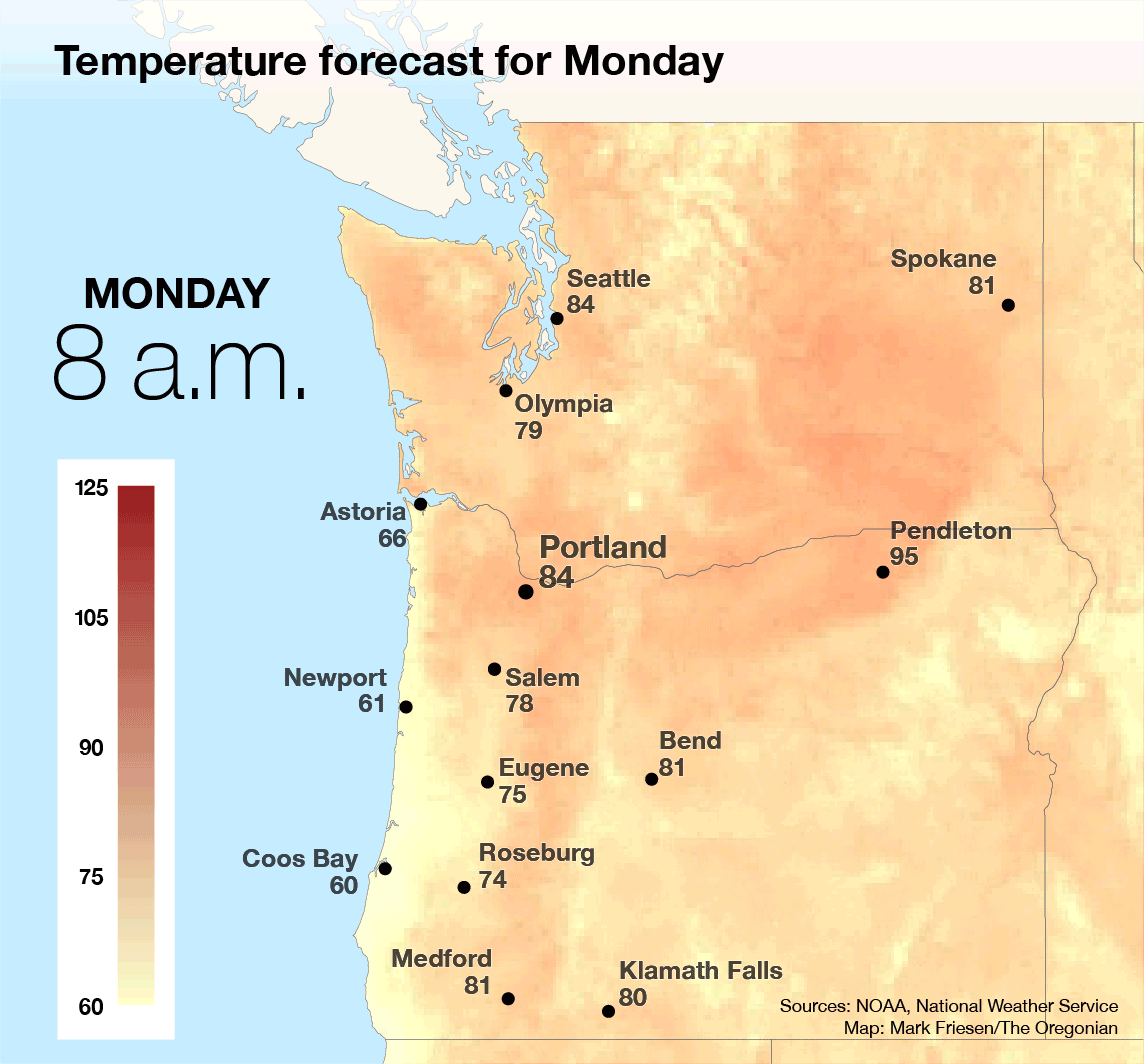 Temperature forecast for Monday
MONDAY
8 a.m.
125
105
90
75
60
Seattle
84
Spokane
81
Olympia
79
Astoria
66
Portland
84
Pendleton
95
Newport
61
Salem
78
Bend
81
Eugene
75
Coos Bay
60
Roseburg
74
Medford
81
Klamath Falls
80
Sources: NOAA, National Weather Service
Map: Mark Friesen/The Oregonian